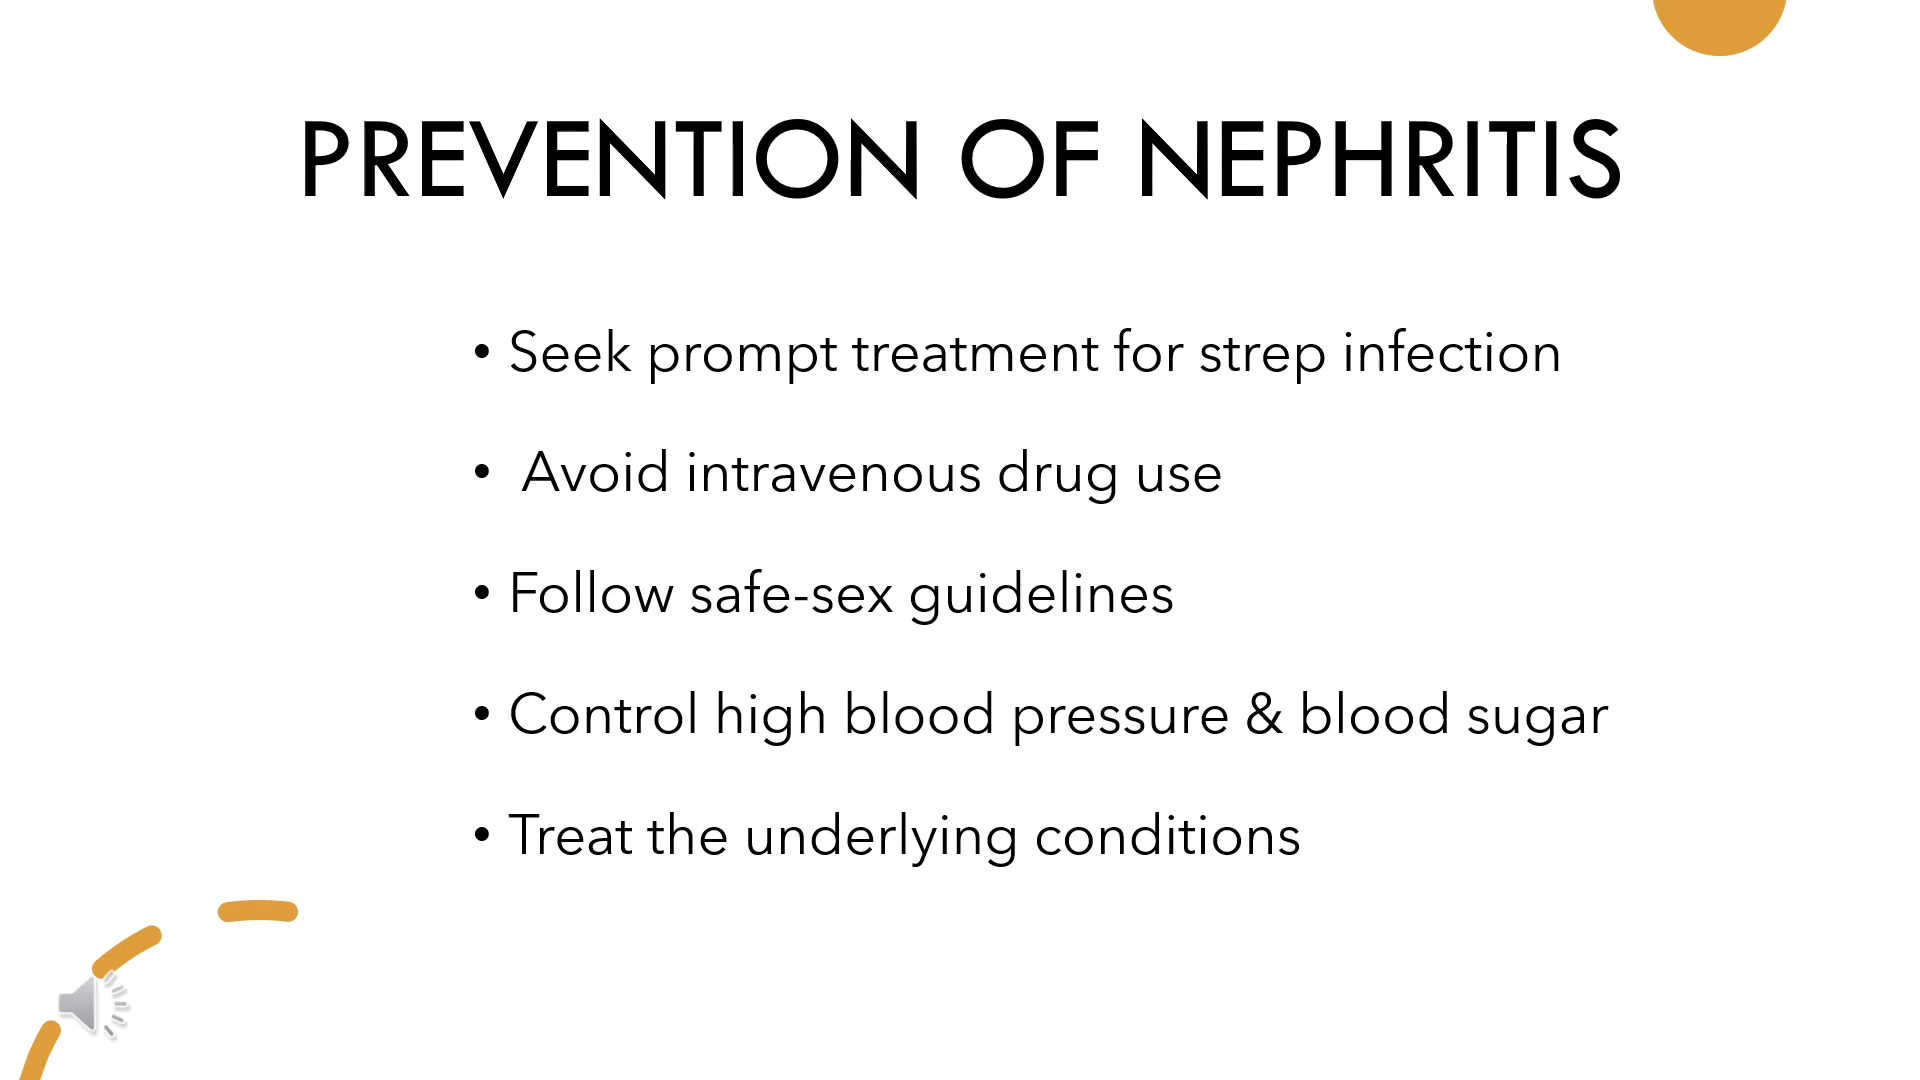 PREVENTION OF NEPHRITIS
• Seek prompt treatment for strep infection
• Avoid intravenous drug use
• Follow safe-sex guidelines
• Control high blood pressure & blood sugar
• Treat the underlying conditions